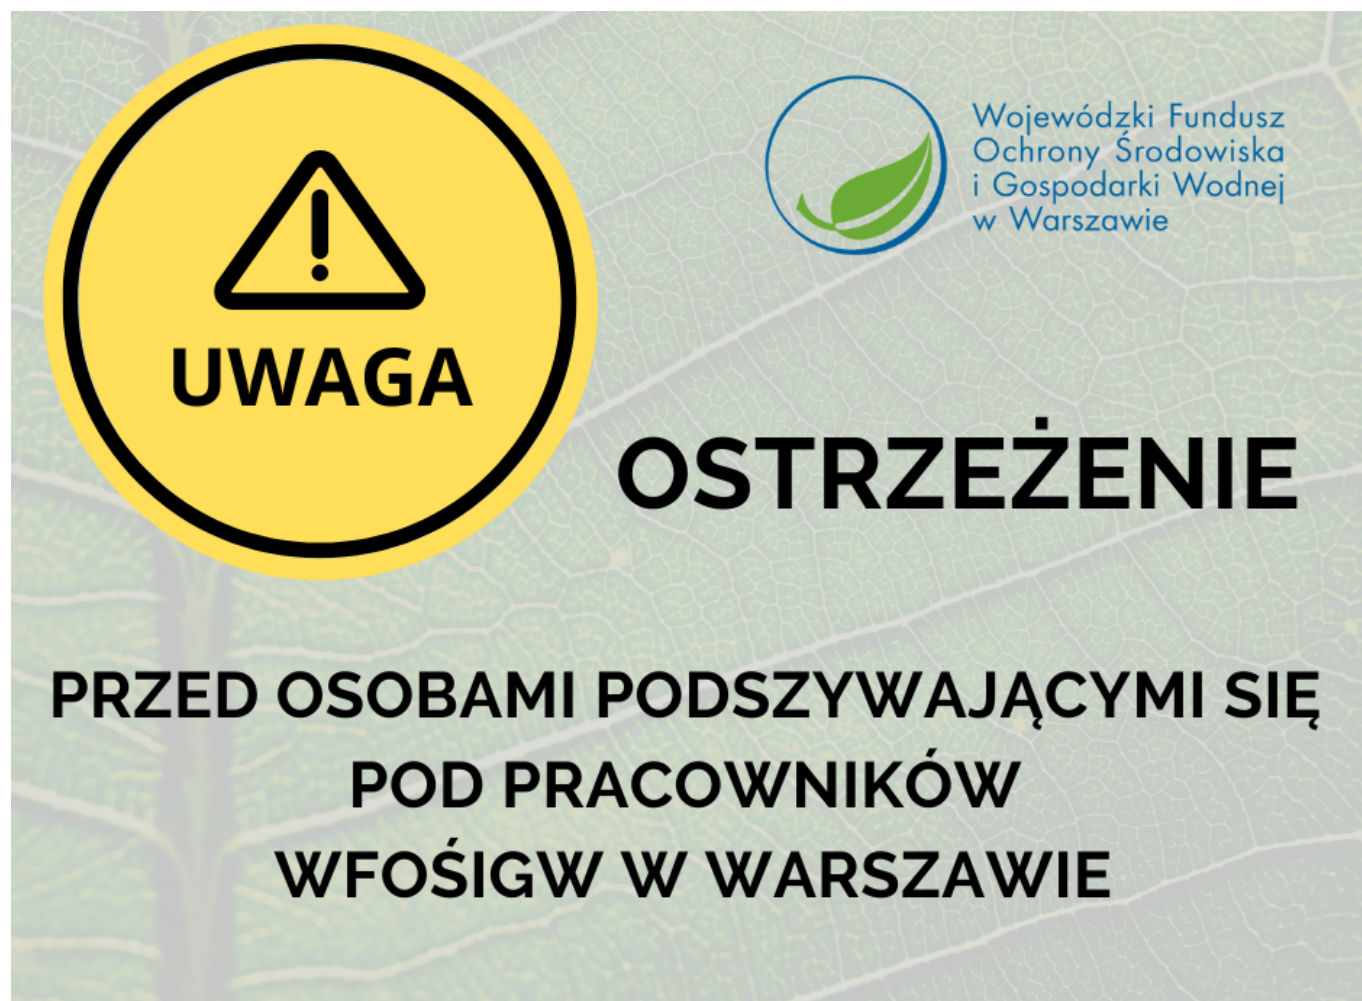 UWAGA
Wojewódzki Fundusz
Ochrony Środowiska
i Gospodarki Wodnej
w Warszawie
OSTRZEŻENIE
PRZED OSOBAMI PODSZYWAJĄCYMI SIĘ
POD PRACOWNIKÓW
WFOŚIGW W WARSZAWIE